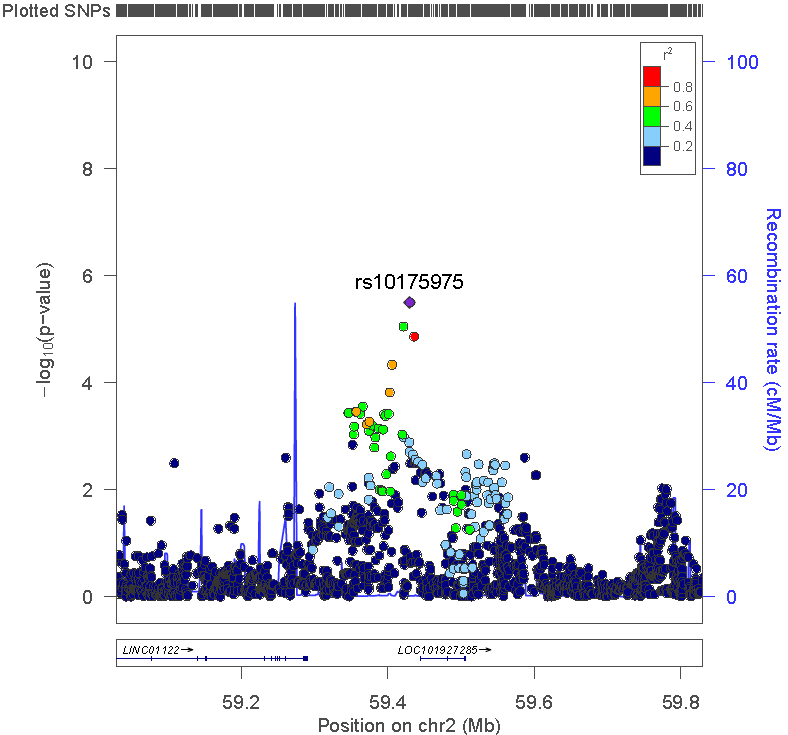 Plotted SNPs
10
8
6
4
2
0
−log10(p−value)
100
80
60
40
20
0
Recombination rate (cM/Mb)
r2
0.8
0.6
0.4
0.2
rs10175975
LINC01122
LOC101927285
59.2
59.4
59.6
59.8
Position on chr2 (Mb)